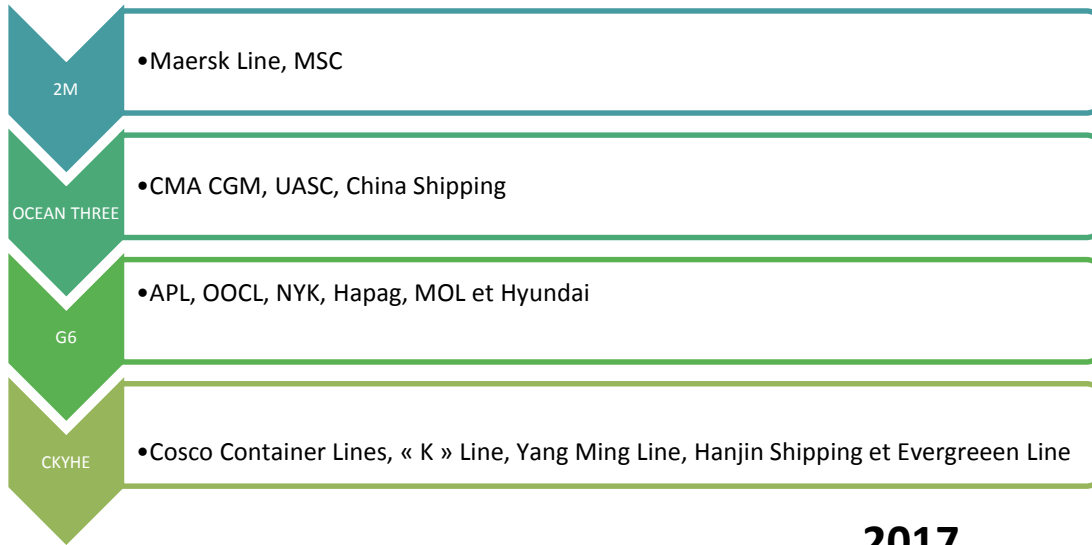 2M
•Maersk Line, MSC
OCEAN THREE
•CMA CGM, UASC, China Shipping
G6
•APL, OOCL, NYK, Hapag, MOL et Hyundai
CKYHE
•Cosco Container Lines, « K » Line, Yang Ming Line, Hanjin Shipping et Evergreeen Line
2017